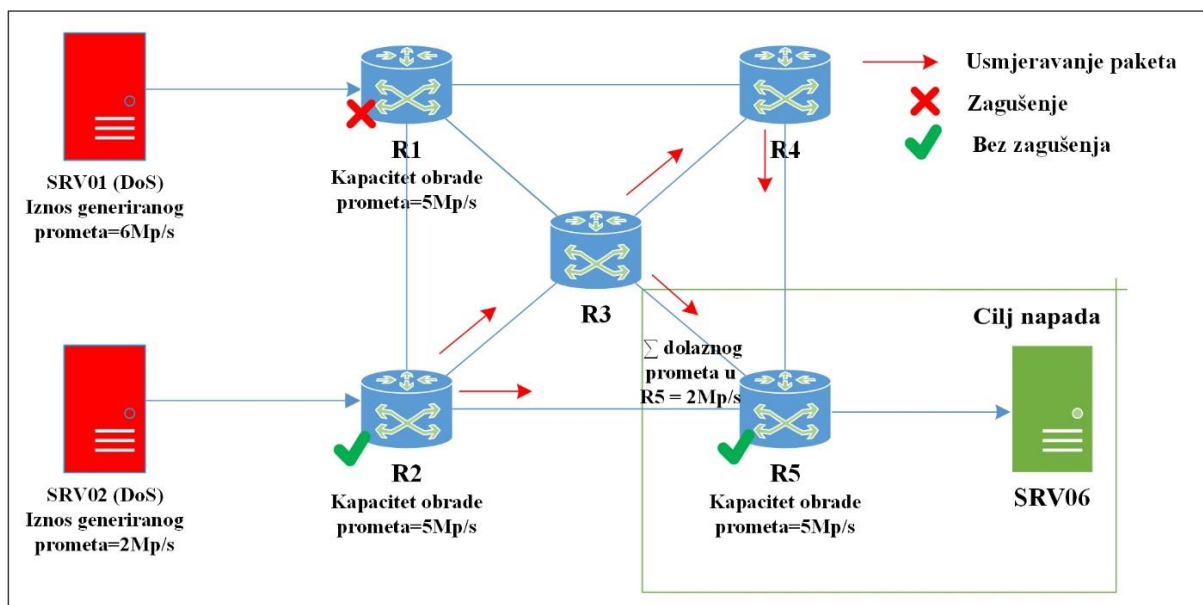 R1
Kapacitet obrade
prometa=5Mp/s
R4
Usmjeravanje paketa
Zagušenje
Bez zagušenja
SRV01 (DoS)
Iznos generiranog
prometa=6Mp/s
R3
∑ dolaznog
prometa u
R5 = 2Mp/s
Cilj napada
SRV02 (DoS)
Iznos generiranog
prometa=2Mp/s
R2
Kapacitet obrade
prometa=5Mp/s
R5
Kapacitet obrade
prometa=5Mp/s
SRV06